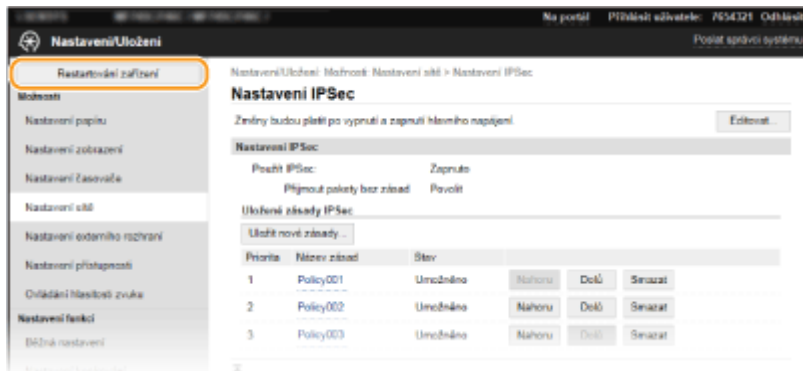 Na portál Přihlásit uživatele: 7654321 Odhlásit
Nastavení/Uložení
Poslat správci systému
Restartování zařízení
Nastavení/Uložení: Možnosti: Nastavení sítě > Nastavení IPSec
Možnosti
Nastavení IPSec
Nastavení papíru
Změny budou platit po vypnutí a zapnutí hlavního napájení.
Editovat...
Nastavení zobrazení
Nastavení IPSec
Nastavení časovače
Použít IPSec: Zapnuto
Přijmout pakety bez zásad Povolit
Nastavení sítě
Uložené zásady IPSec
Nastavení externího rozhraní
Uložit nové zásady...
Nastavení přístupnosti
Priorita Název zásad Stav
Ovládání hlasitosti zvuku
1 Policy001 Umožněno Nahoru Dolů Smazat
Nastavení funkcí
2 Policy002 Umožněno Nahoru Dolů Smazat
Běžná nastavení
3 Policy003 Umožněno Nahoru Dolů Smazat